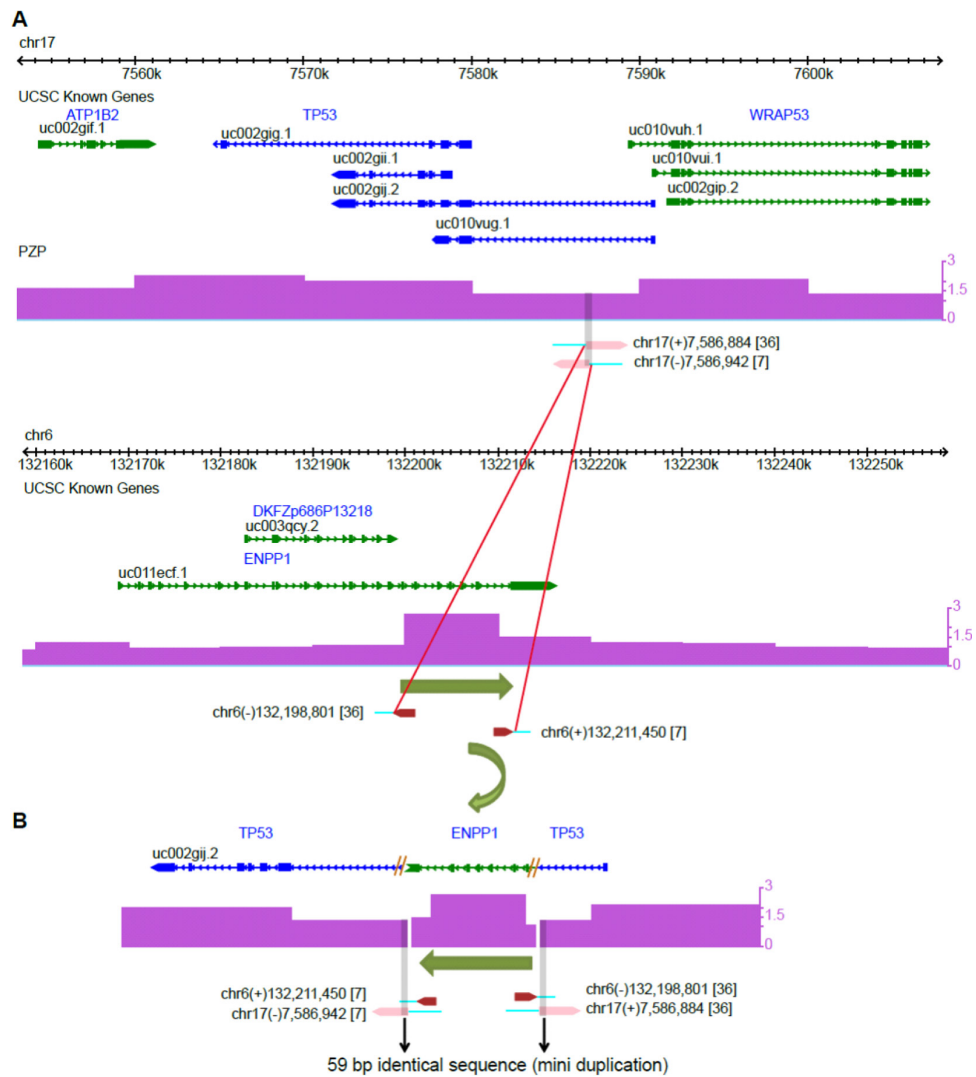 A
chr17
7560k 7570k 7580k 7590k 7600k
UCSC Known Genes
ATP1B2 TP53 WRAP53
uc002gif.1 uc002gig.1 uc010vuh.1
uc002gii.1 uc010vui.1
uc002gij.2 uc002gip.2
uc010vug.1
PZP
3
1.5
0
chr17(+)7,586,884 [36]
chr17(-)7,586,942 [7]
chr6
132160k 132170k 132180k 132190k 132200k 132210k 132220k 132230k 132240k 132250k
UCSC Known Genes
DKFZp686P13218
uc003qcy.2
ENPP1
uc011ecf.1
3
1.5
0
chr6(-)132,198,801 [36]
chr6(+)132,211,450 [7]
B
TP53 ENPP1 TP53
uc002gij.2
3
1.5
0
chr6(+)132,211,450 [7] chr6(-)132,198,801 [36]
chr17(-)7,586,942 [7] chr17(+)7,586,884 [36]
59 bp identical sequence (mini duplication)